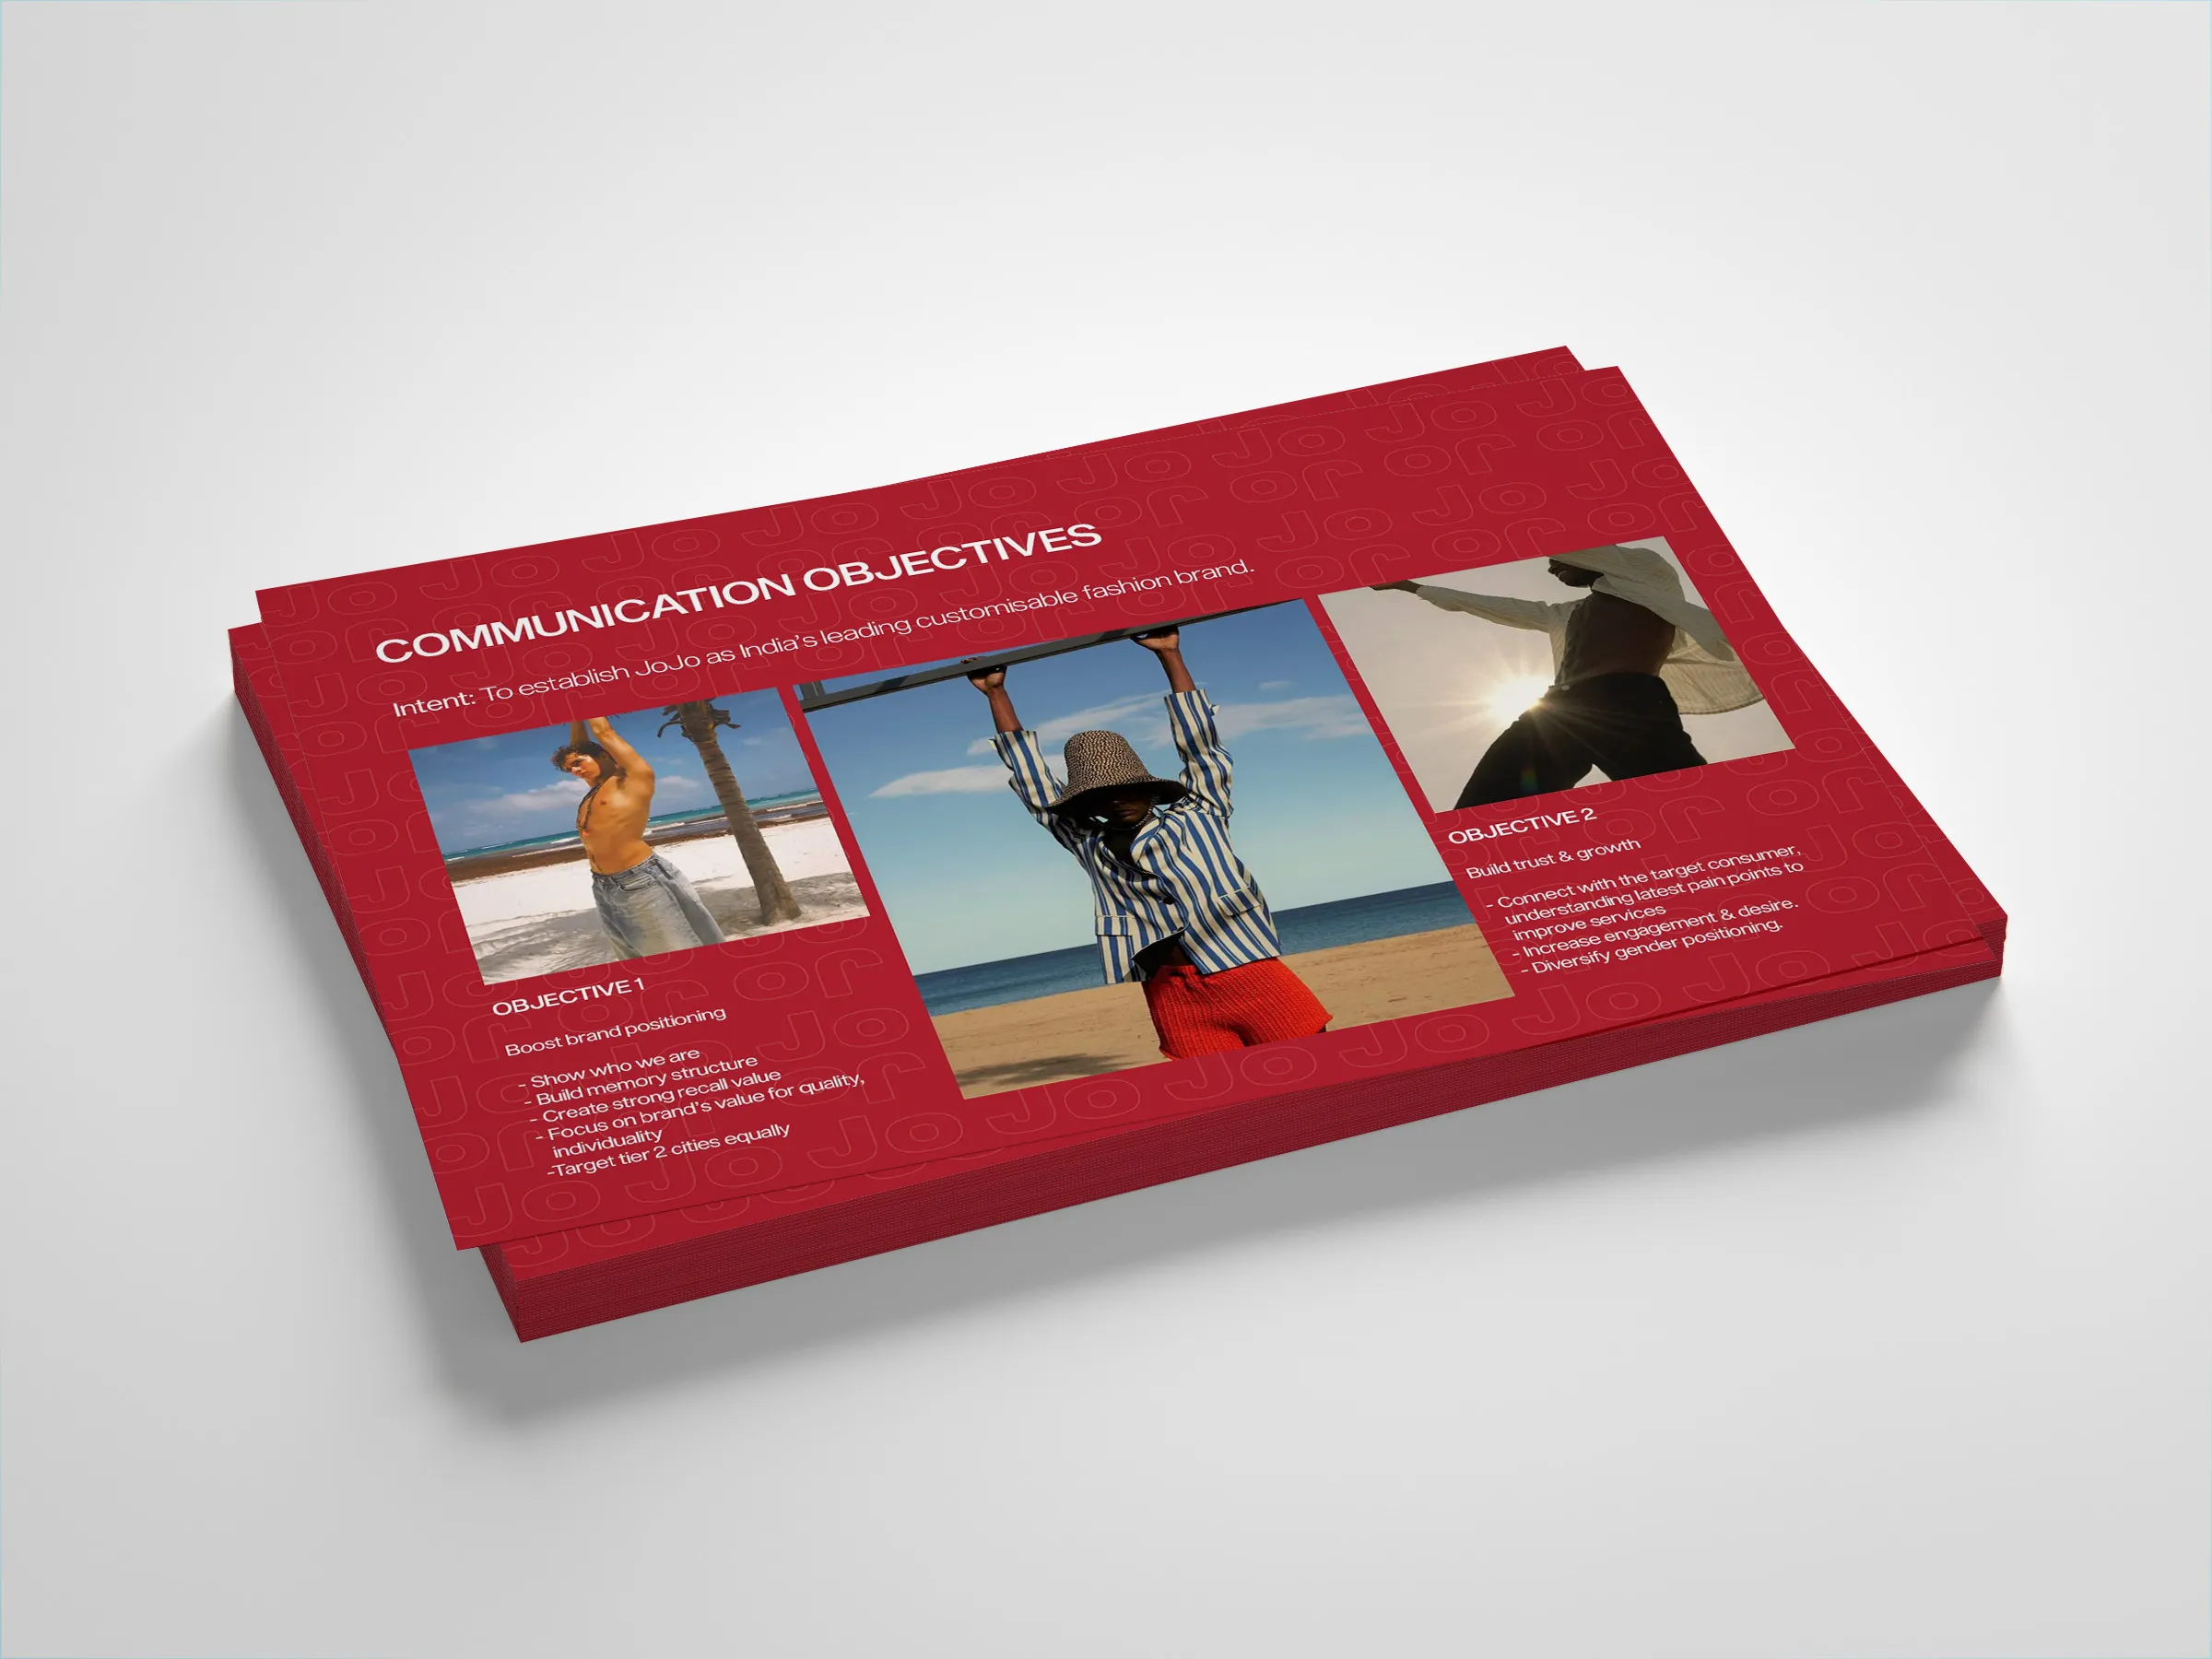 COMMUNICATION OBJECTIVES
Intent: To establish JoJo as India's leading customisable fashion brand.
OBJECTIVE 1
Boost brand positioning
- Show who we are
- Build memory structure
- Create strong recall value
- Focus on brand's value for quality,
individuality
-Target tier 2 cities equally
OBJECTIVE 2
Build trust & growth
- Connect with the target consumer,
understanding latest pain points to
improve services
- Increase engagement & desire.
- Diversify gender positioning.